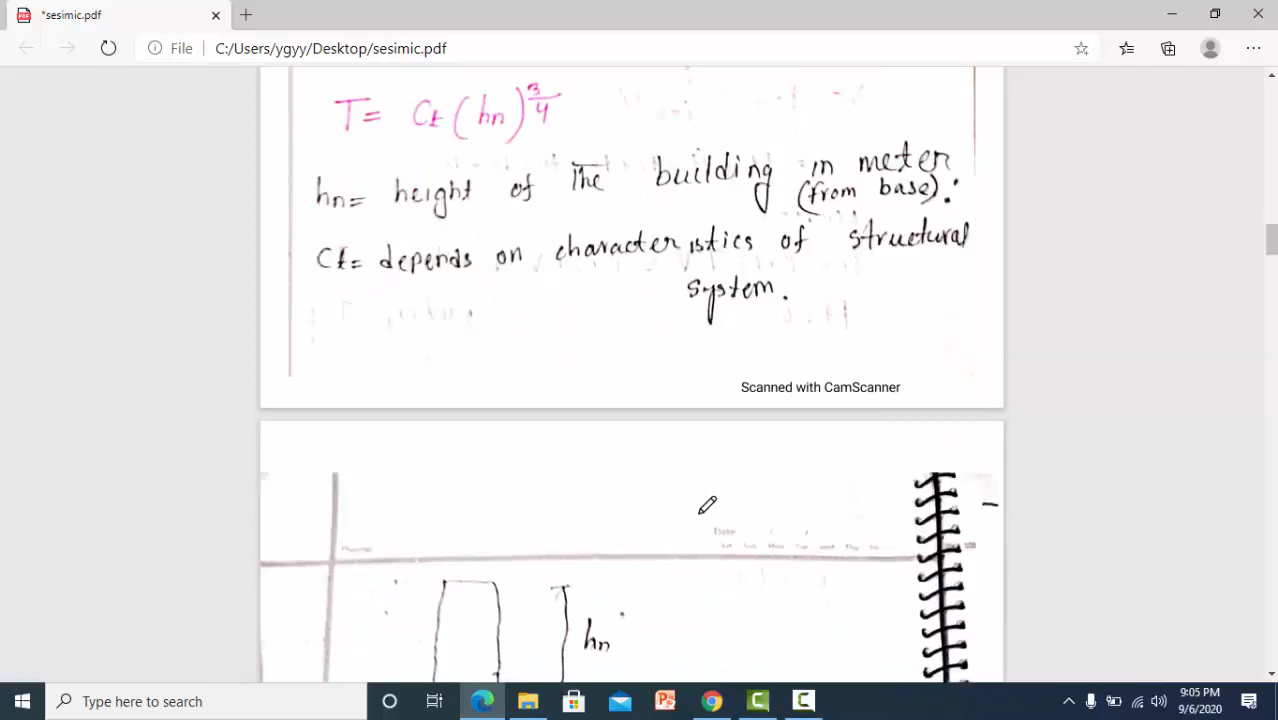 *sesimic.pdf
File C:/Users/ygyy/Desktop/sesimic.pdf
T= Ct (hn)^3/4
hn= height of The building in meter
(from base).
Ct= depends on characteristics of structural
system.
Scanned with CamScanner
Date
hn
Type here to search
9:05 PM
9/6/2020